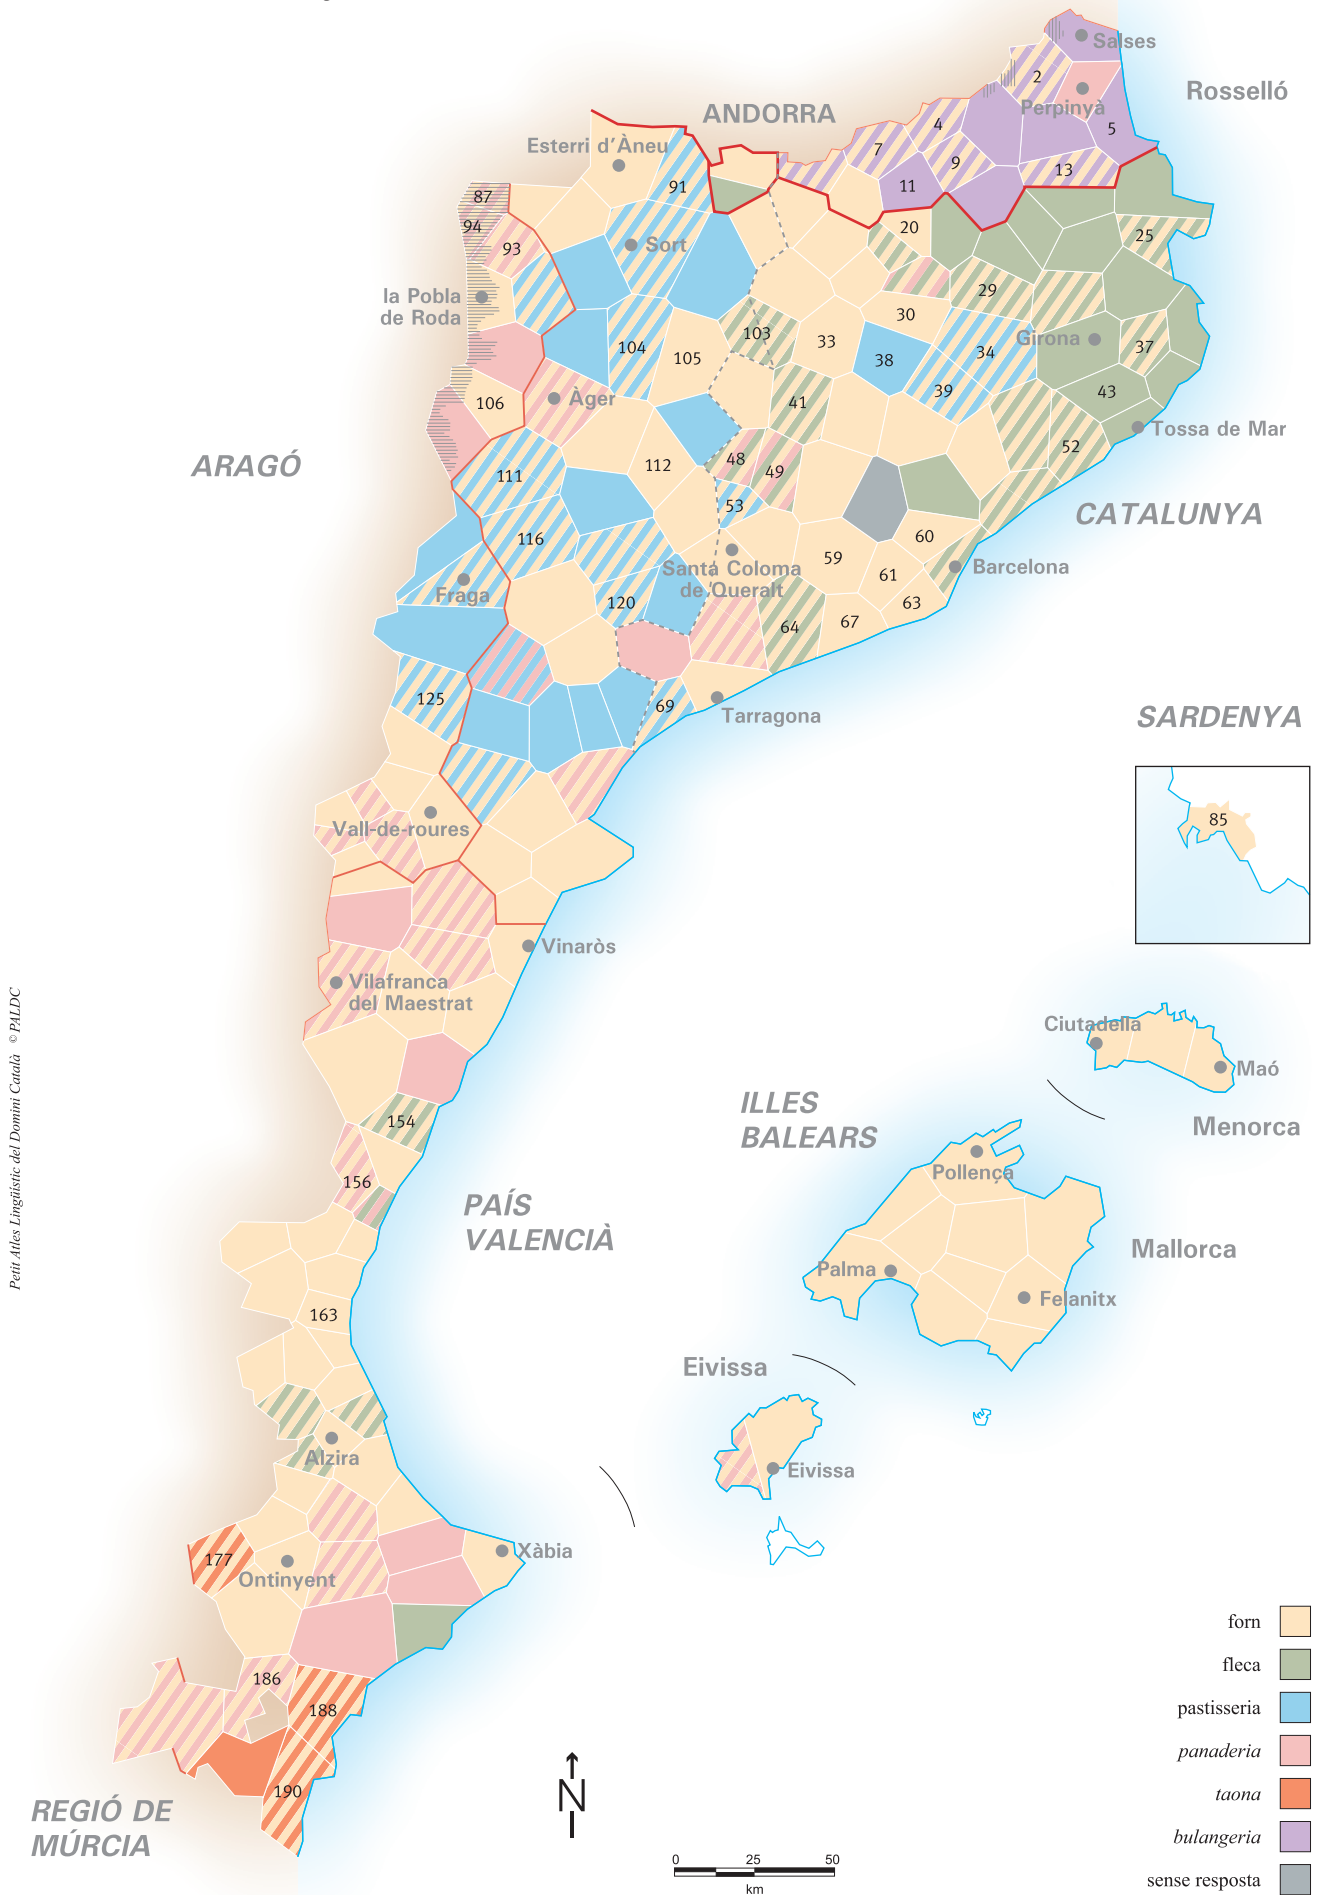 Salses
2
Rosselló
ANDORRA
Perpinyà
4
5
Esterri d'Àneu
7
9
13
91
11
87
94
20
25
93
Sort
la Pobla
de Roda
29
30
103
33
Girona
104
105
38
34
37
39
Àger
106
41
43
Tossa de Mar
52
ARAGÓ
112
48
49
111
53
CATALUNYA
116
60
Santa Coloma
de Queralt
59
61
Barcelona
Fraga
120
63
64
67
125
69
Tarragona
SARDENYA
85
Vall-de-roures
Vinaròs
Vilafranca
del Maestrat
Petit Atles Lingüístic del Domini Català © PALDC
Ciutadella
Maó
Menorca
ILLES
BALEARS
154
Pollença
156
PAÍS
VALENCIÀ
Mallorca
Palma
Felanitx
163
Eivissa
Alzira
Eivissa
177
Xàbia
Ontinyent
186
188
190
REGIÓ DE
MÚRCIA
N
0 25 50
km
forn
fleca
pastisseria
panaderia
taona
bulangeria
sense resposta